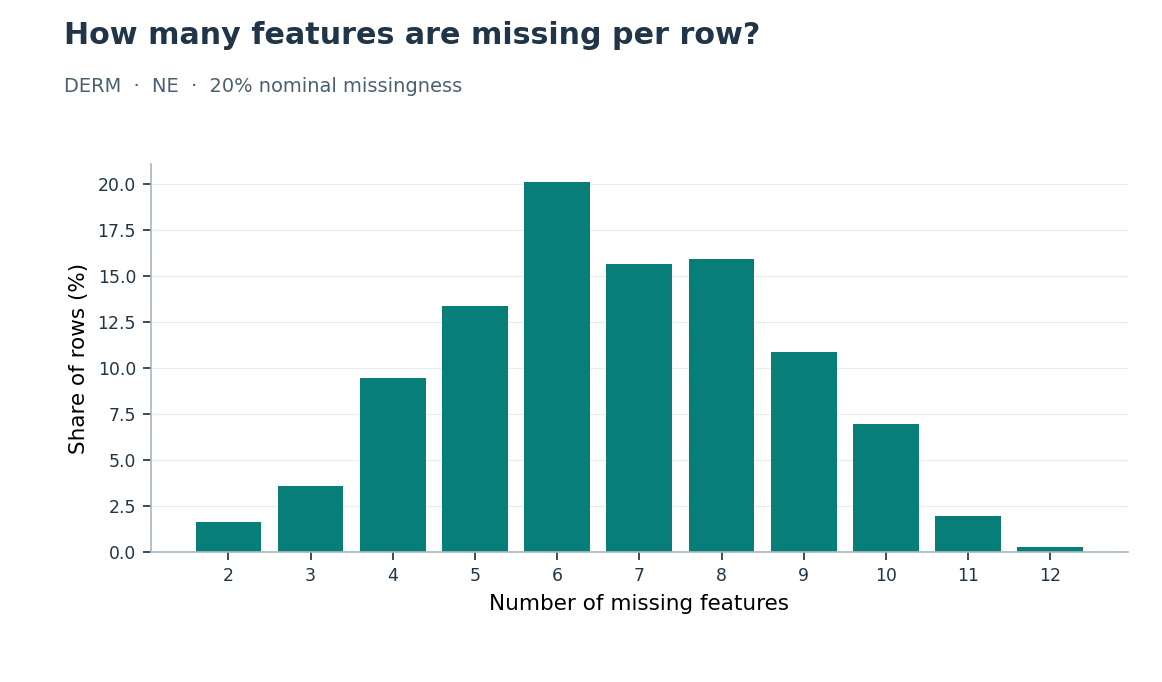 How many features are missing per row?
DERM · NE · 20% nominal missingness
20.0
17.5
15.0
12.5
10.0
7.5
5.0
2.5
0.0
Share of rows (%)
2 3 4 5 6 7 8 9 10 11 12
Number of missing features